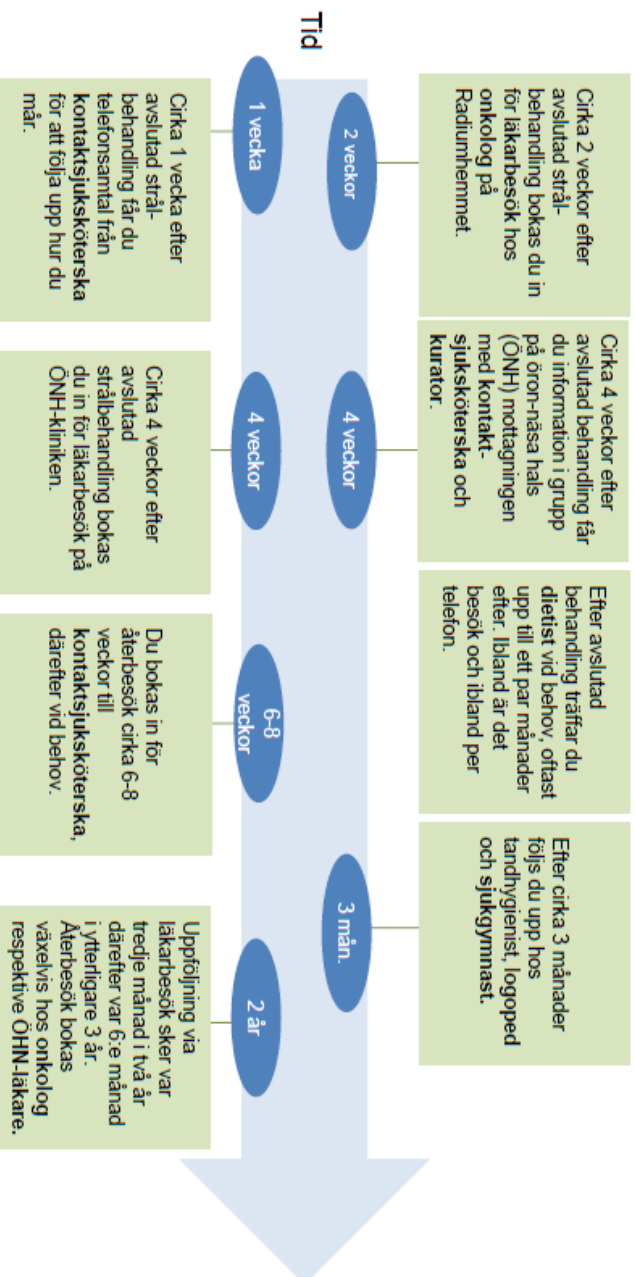 Tid
Cirka 2 veckor efter
avslutad strål-
behandling bokas du in
för läkarbesök hos
onkolog på
Radiumhemmet.
Cirka 4 veckor efter
avslutad behandling får
du information i grupp
på öron-näsa hals
(ÖNH) mottagningen
med kontakt-
sjuksköterska och
kurator.
Efter avslutad
behandling träffar du
dietist vid behov, oftast
upp till ett par månader
efter. Ibland är det
besök och ibland per
telefon.
Efter cirka 3 månader
följs du upp hos
tandhygienist, logoped
och sjukgymnast.
2 veckor
4 veckor
3 mån.
1 vecka
4 veckor
6-8
veckor
2 år
Cirka 1 vecka efter
avslutad strål-
behandling får du
telefonsamtal från
kontaktsjuksköterska
för att följa upp hur du
mår.
Cirka 4 veckor efter
avslutad
strålbehandling bokas
du in för läkarbesök på
ÖNH-kliniken.
Du bokas in för
återbesök cirka 6-8
veckor till
kontaktsjuksköterska,
därefter vid behov.
Uppföljning via
läkarbesök sker var
tredje månad i två år
därefter var 6:e månad
i ytterligare 3 år.
Återbesök bokas
växelvis hos onkolog
respektive ÖHN-läkare.